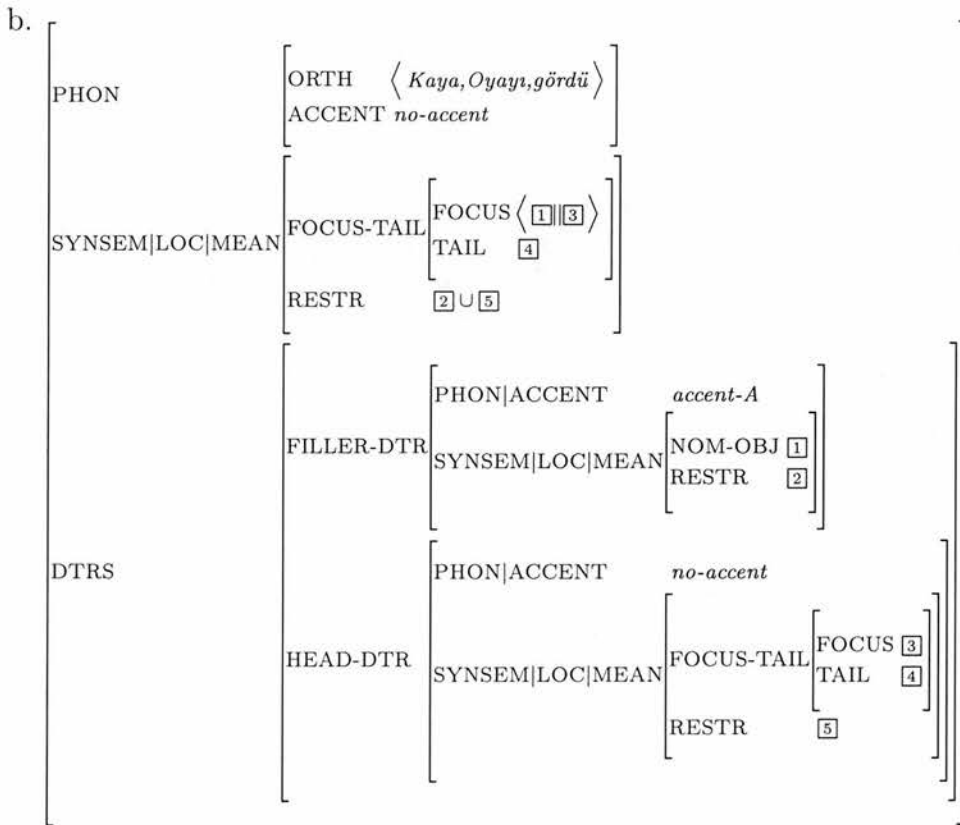 b.
PHON
ORTH ⟨ Kaya, Oyayı,gördü ⟩
ACCENT no-accent
SYNSEM|LOC|MEAN
FOCUS-TAIL
FOCUS ⟨ 1||3 ⟩
TAIL 4
RESTR 2 ∪ 5
DTRS
FILLER-DTR
PHON|ACCENT accent-A
SYNSEM|LOC|MEAN
NOM-OBJ 1
RESTR 2
HEAD-DTR
PHON|ACCENT no-accent
SYNSEM|LOC|MEAN
FOCUS-TAIL
FOCUS 3
TAIL 4
RESTR 5